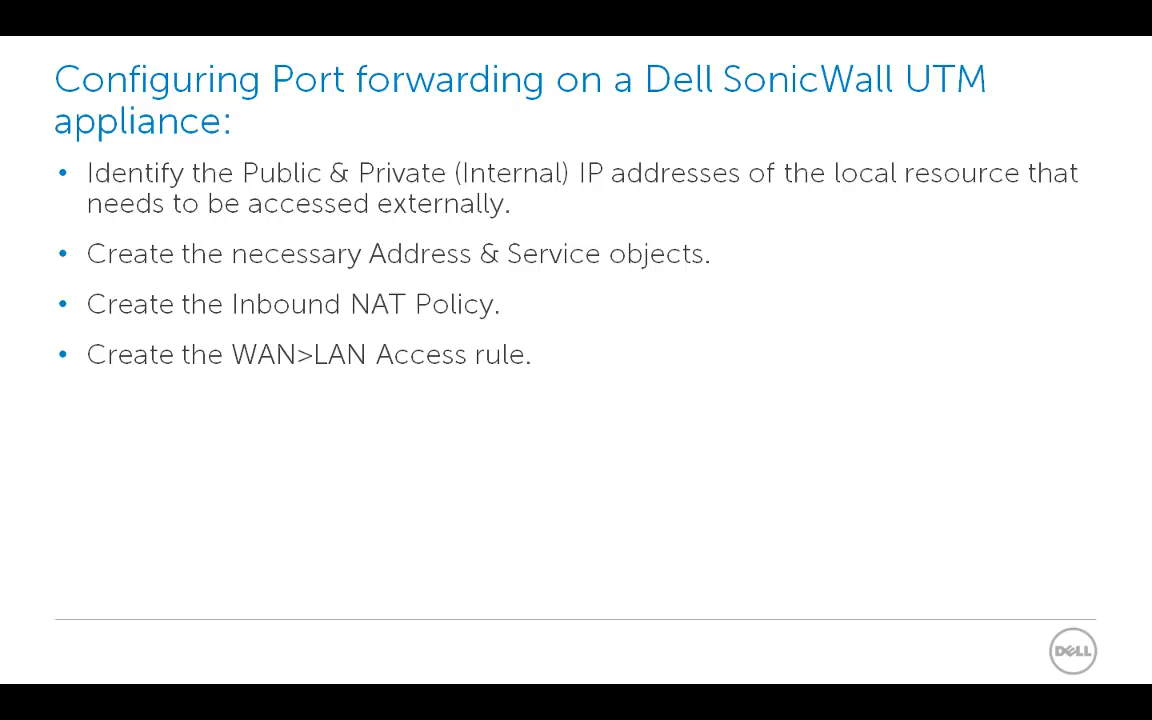 Configuring Port forwarding on a Dell SonicWall UTM
appliance:
• Identify the Public & Private (Internal) IP addresses of the local resource that
needs to be accessed externally.
• Create the necessary Address & Service objects.
• Create the Inbound NAT Policy.
• Create the WAN>LAN Access rule.
DELL